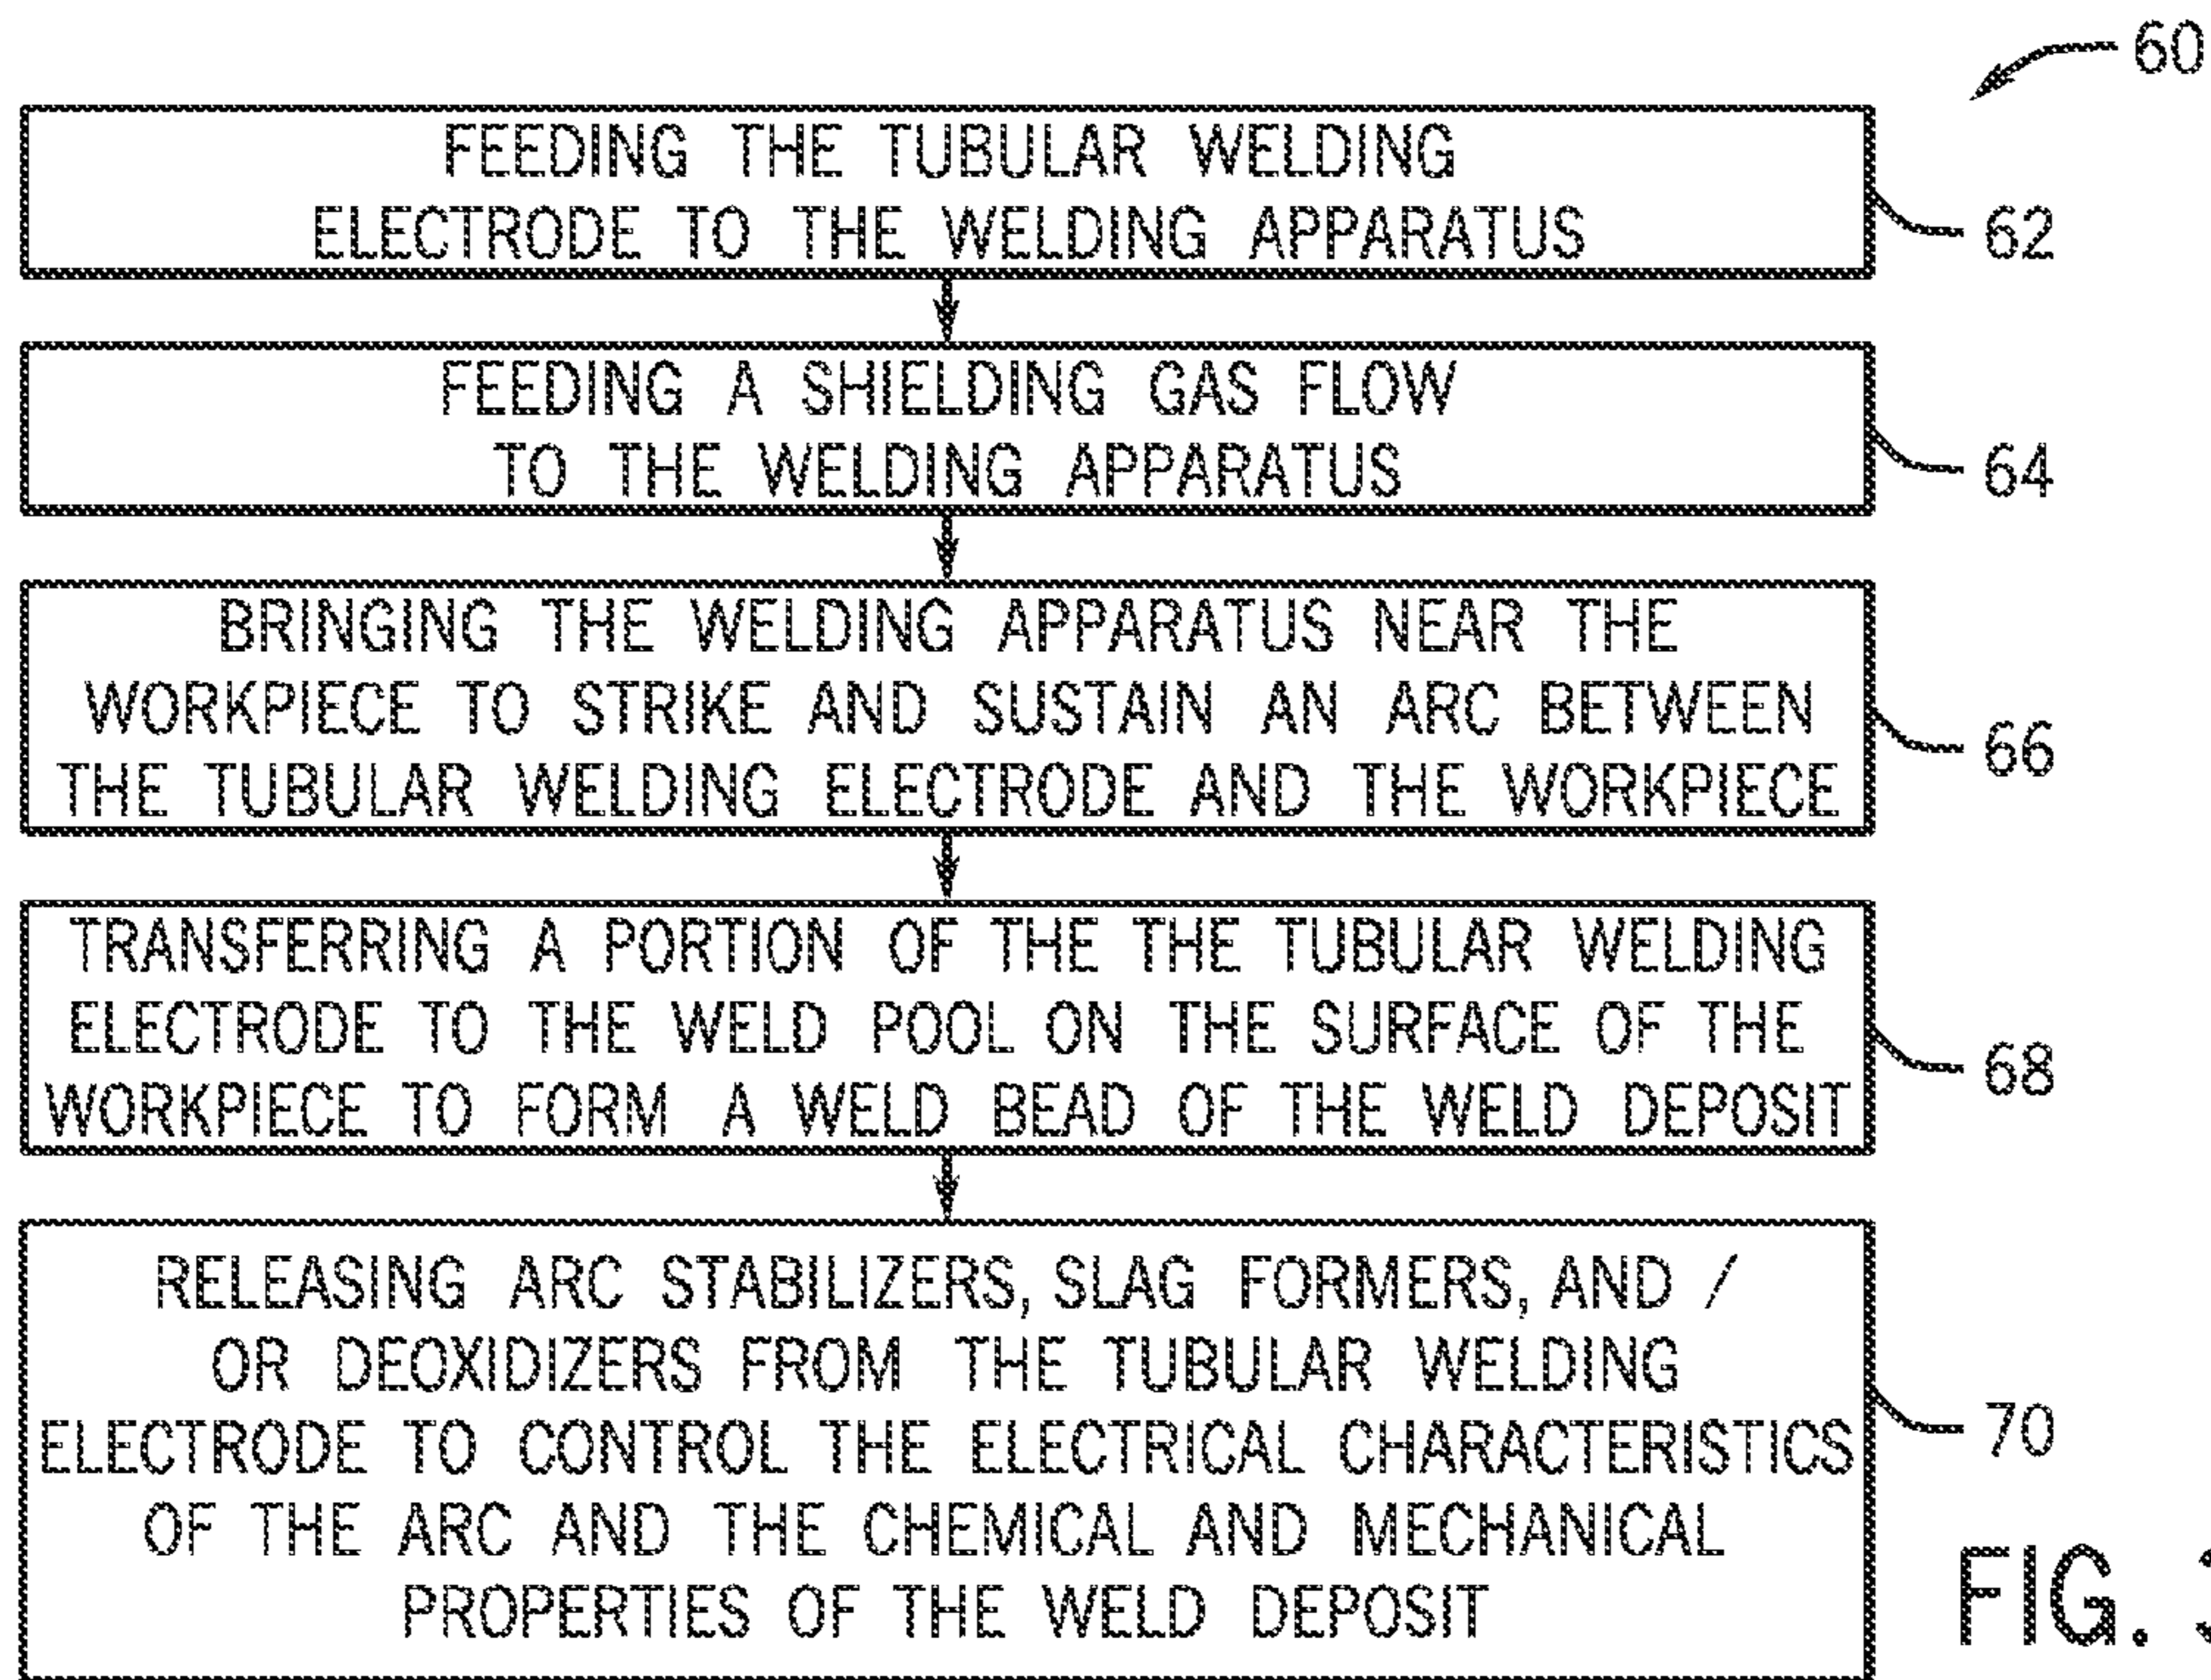 60
FEEDING THE TUBULAR WELDING
ELECTRODE TO THE WELDING APPARATUS
62
FEEDING A SHIELDING GAS FLOW
TO THE WELDING APPARATUS
64
BRINGING THE WELDING APPARATUS NEAR THE
WORKPIECE TO STRIKE AND SUSTAIN AN ARC BETWEEN
THE TUBULAR WELDING ELECTRODE AND THE WORKPIECE
66
TRANSFERRING A PORTION OF THE THE TUBULAR WELDING
ELECTRODE TO THE WELD POOL ON THE SURFACE OF THE
WORKPIECE TO FORM A WELD BEAD OF THE WELD DEPOSIT
68
RELEASING ARC STABILIZERS, SLAG FORMERS, AND /
OR DEOXIDIZERS FROM THE TUBULAR WELDING
ELECTRODE TO CONTROL THE ELECTRICAL CHARACTERISTICS
OF THE ARC AND THE CHEMICAL AND MECHANICAL
PROPERTIES OF THE WELD DEPOSIT
70
FIG.